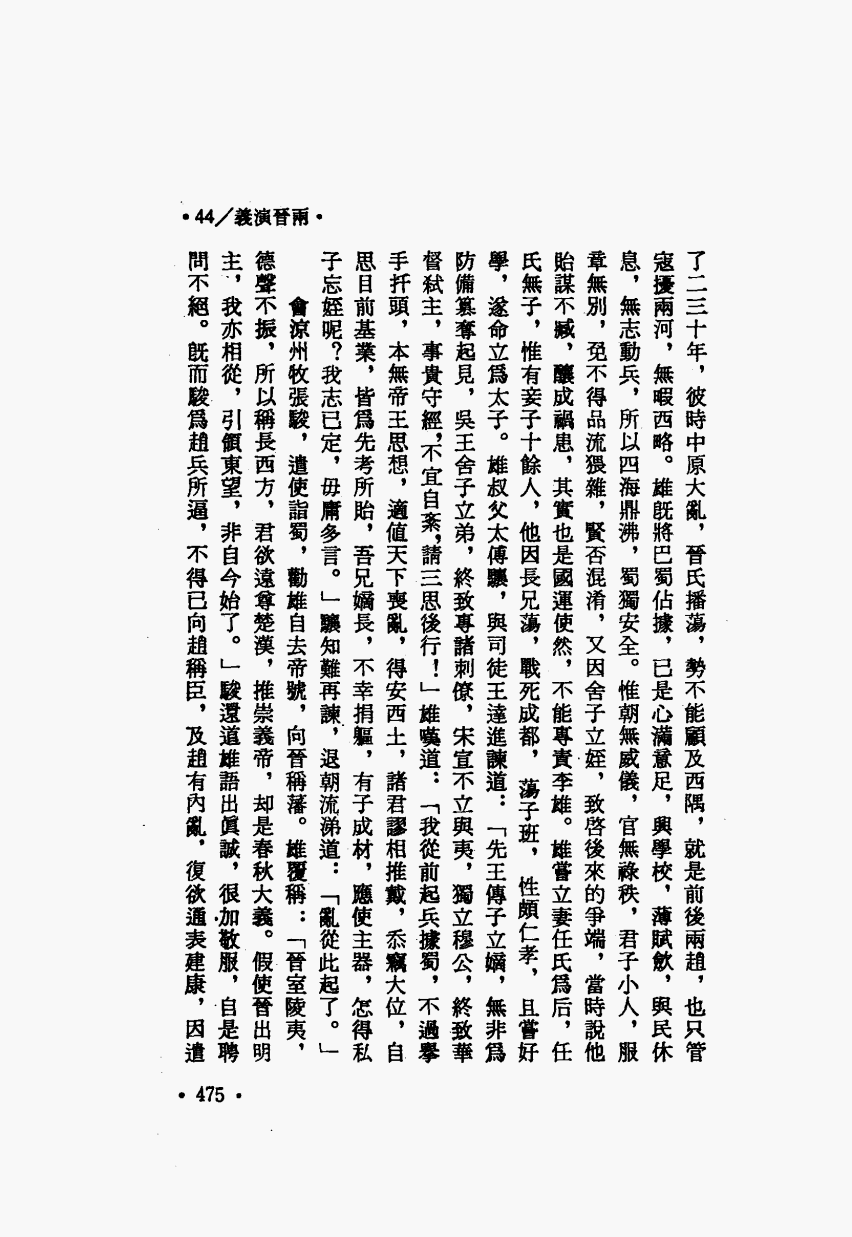 •44／義演晉兩•
了二三十年，彼時中原大亂，晉氏播蕩，勢不能顧及西隅，就是前後兩趙，也只管
寇擾兩河，無暇西略。雄旣將巴蜀佔據，已是心滿意足，興學校，薄賦歛，與民休
息，無志動兵，所以四海鼎沸，蜀獨安全。惟朝無威儀，官無祿秩，君子小人，服
章無別，免不得品流猥雜，賢否混淆，又因舍子立姪，致啓後來的爭端，當時說他
貽謀不臧，釀成禍患，其實也是國運使然，不能專責李雄。雄嘗立妻任氏爲后，任
氏無子，惟有妾子十餘人，他因長兄蕩，戰死成都，蕩子班，性頗仁孝，且嘗好
學，遂命立爲太子。雄叔父太傅驤，與司徒王達進諫道：「先王傳子立嫡，無非爲
防備篡奪起見，吳王舍子立弟，終致專諸刺僚，宋宣不立與夷，獨立穆公，終致華
督弒主，事貴守經，不宜自紊，請三思後行！」雄嘆道：「我從前起兵據蜀，不過擧
手扞頭，本無帝王思想，適値天下喪亂，得安西土，諸君謬相推戴，忝竊大位，自
思目前基業，皆爲先考所貽，吾兄嫡長，不幸捐軀，有子成材，應使主器，怎得私
子忘姪呢？我志已定，毋庸多言。」驤知難再諫，退朝流涕道：「亂從此起了。」
會涼州牧張駿，遣使詣蜀，勸雄自去帝號，向晉稱藩。雄覆稱：「晉室陵夷，
德聲不振，所以稱長西方，君欲遠尊楚漢，推崇義帝，却是春秋大義。假使晉出明
主，我亦相從，引領東望，非自今始了。」駿還道雄語出眞誠，很加敬服，自是聘
問不絕。旣而駿爲趙兵所逼，不得已向趙稱臣，及趙有內亂，復欲通表建康，因遣
•475•